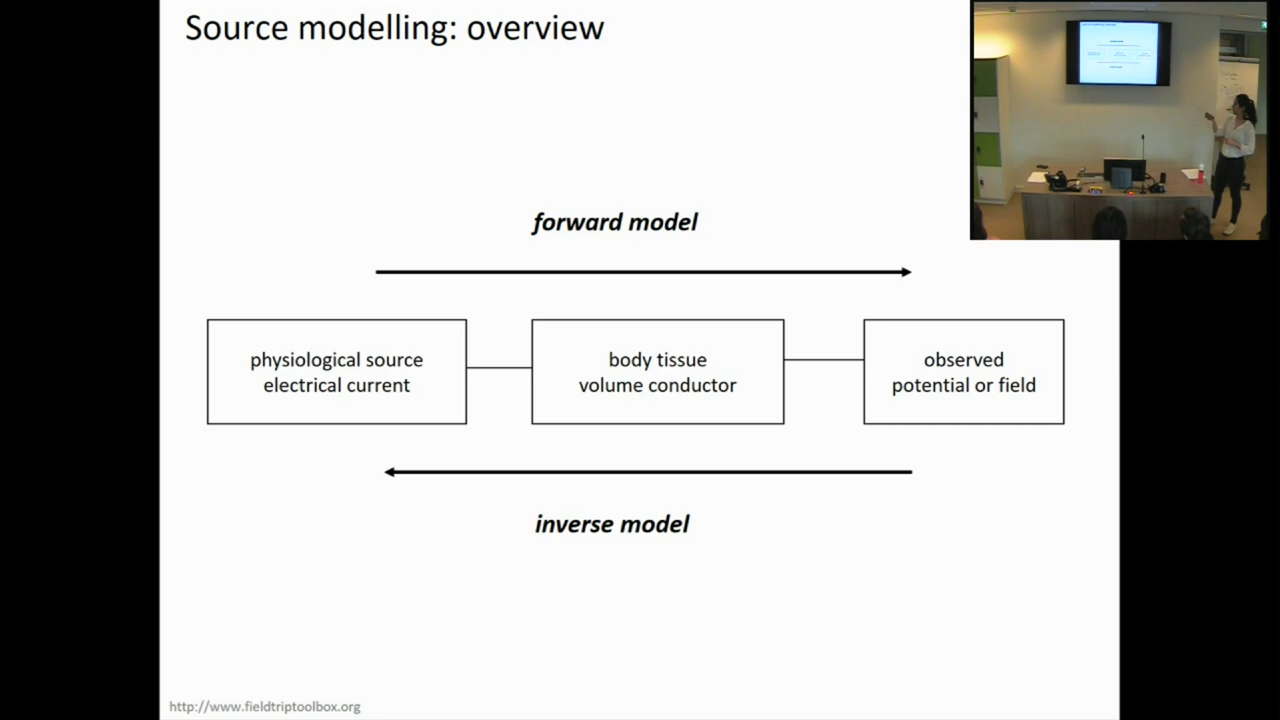 Source modelling: overview
forward model
physiological source
electrical current
body tissue
volume conductor
observed
potential or field
inverse model
http://www.fieldtriptoolbox.org